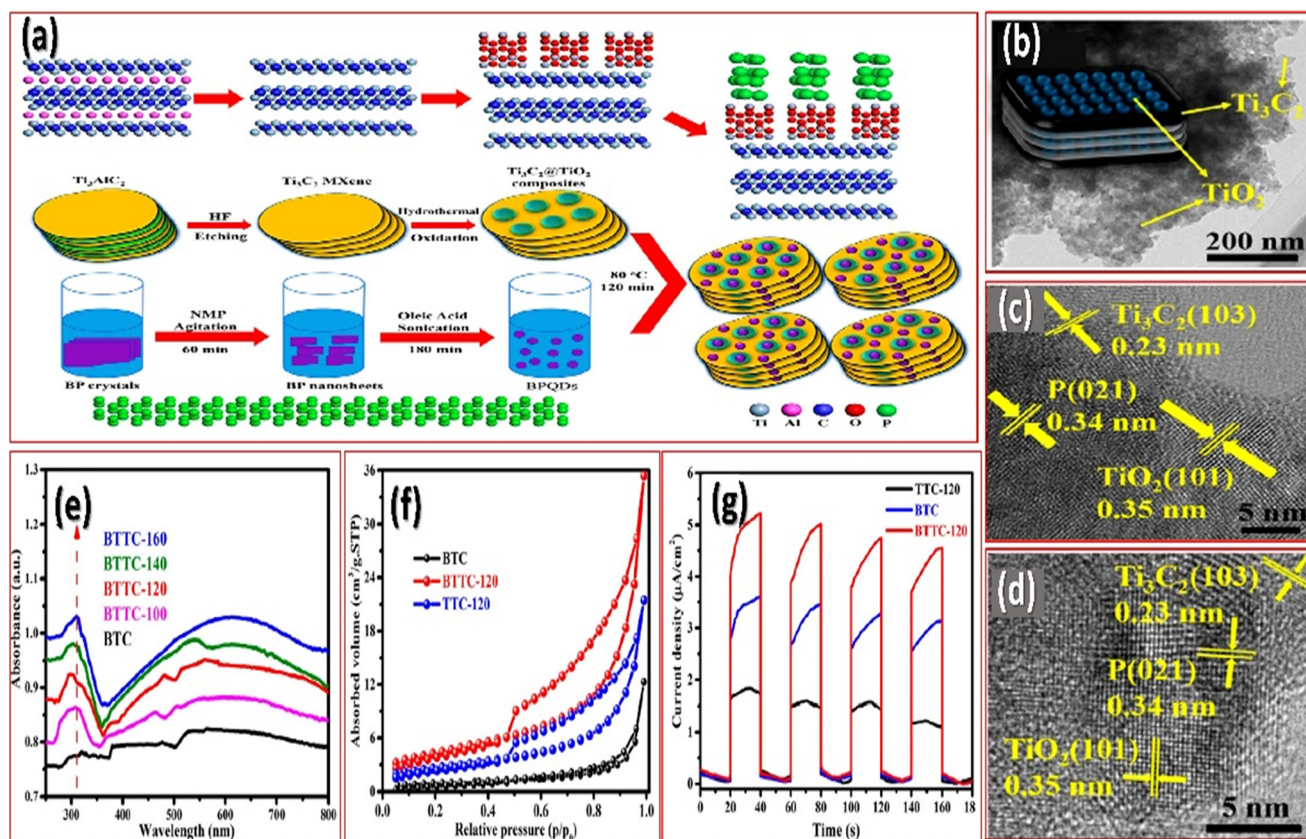 (a)
Ti₃AlC₂
Ti₃C₂ MXene
Ti₃C₂@TiO₂
composites
HF
Etching
Hydrothermal
Oxidation
80 °C
120 min
NMP
Agitation
60 min
Oleic Acid
Sonication
180 min
BP crystals
BP nanosheets
BPQDs
Ti Al C O P
(b)
Ti₃C₂
TiO₂
200 nm
(c)
Ti₃C₂(103)
0.23 nm
P(021)
0.34 nm
TiO₂(101)
0.35 nm
5 nm
(d)
Ti₃C₂(103)
0.23 nm
P(021)
0.34 nm
TiO₂(101)
0.35 nm
5 nm
(e)
Absorbance (a.u.)
1.3
1.2
1.1
1.0
0.9
0.8
0.7
BTTC-160
BTTC-140
BTTC-120
BTTC-100
BTC
300 400 500 600 700 800
Wavelength (nm)
(f)
Absorbed volume (cm³/g.STP)
36
30
24
18
12
6
0
BTC
BTTC-120
TTC-120
0.0 0.2 0.4 0.6 0.8 1.0
Relative pressure (p/p₀)
(g)
Current density (μA/cm²)
6
5
4
3
2
1
0
TTC-120
BTC
BTTC-120
0 20 40 60 80 100 120 140 160 18
Time (s)